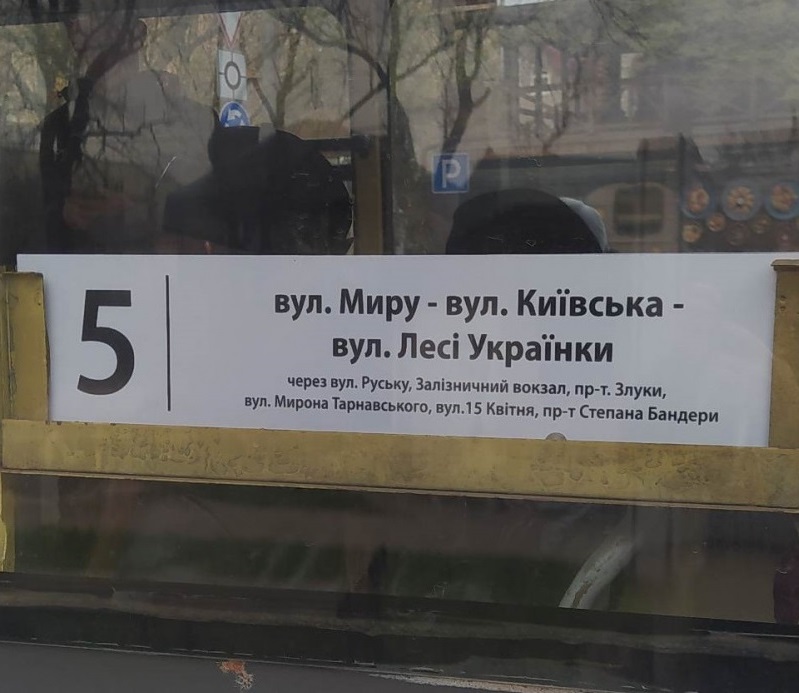 P
5
вул. Миру - вул. Київська -
вул. Лесі Українки
через вул. Руську, Залізничний вокзал, пр-т. Злуки,
вул. Мирона Тарнавського, вул.15 Квітня, пр-т Степана Бандери